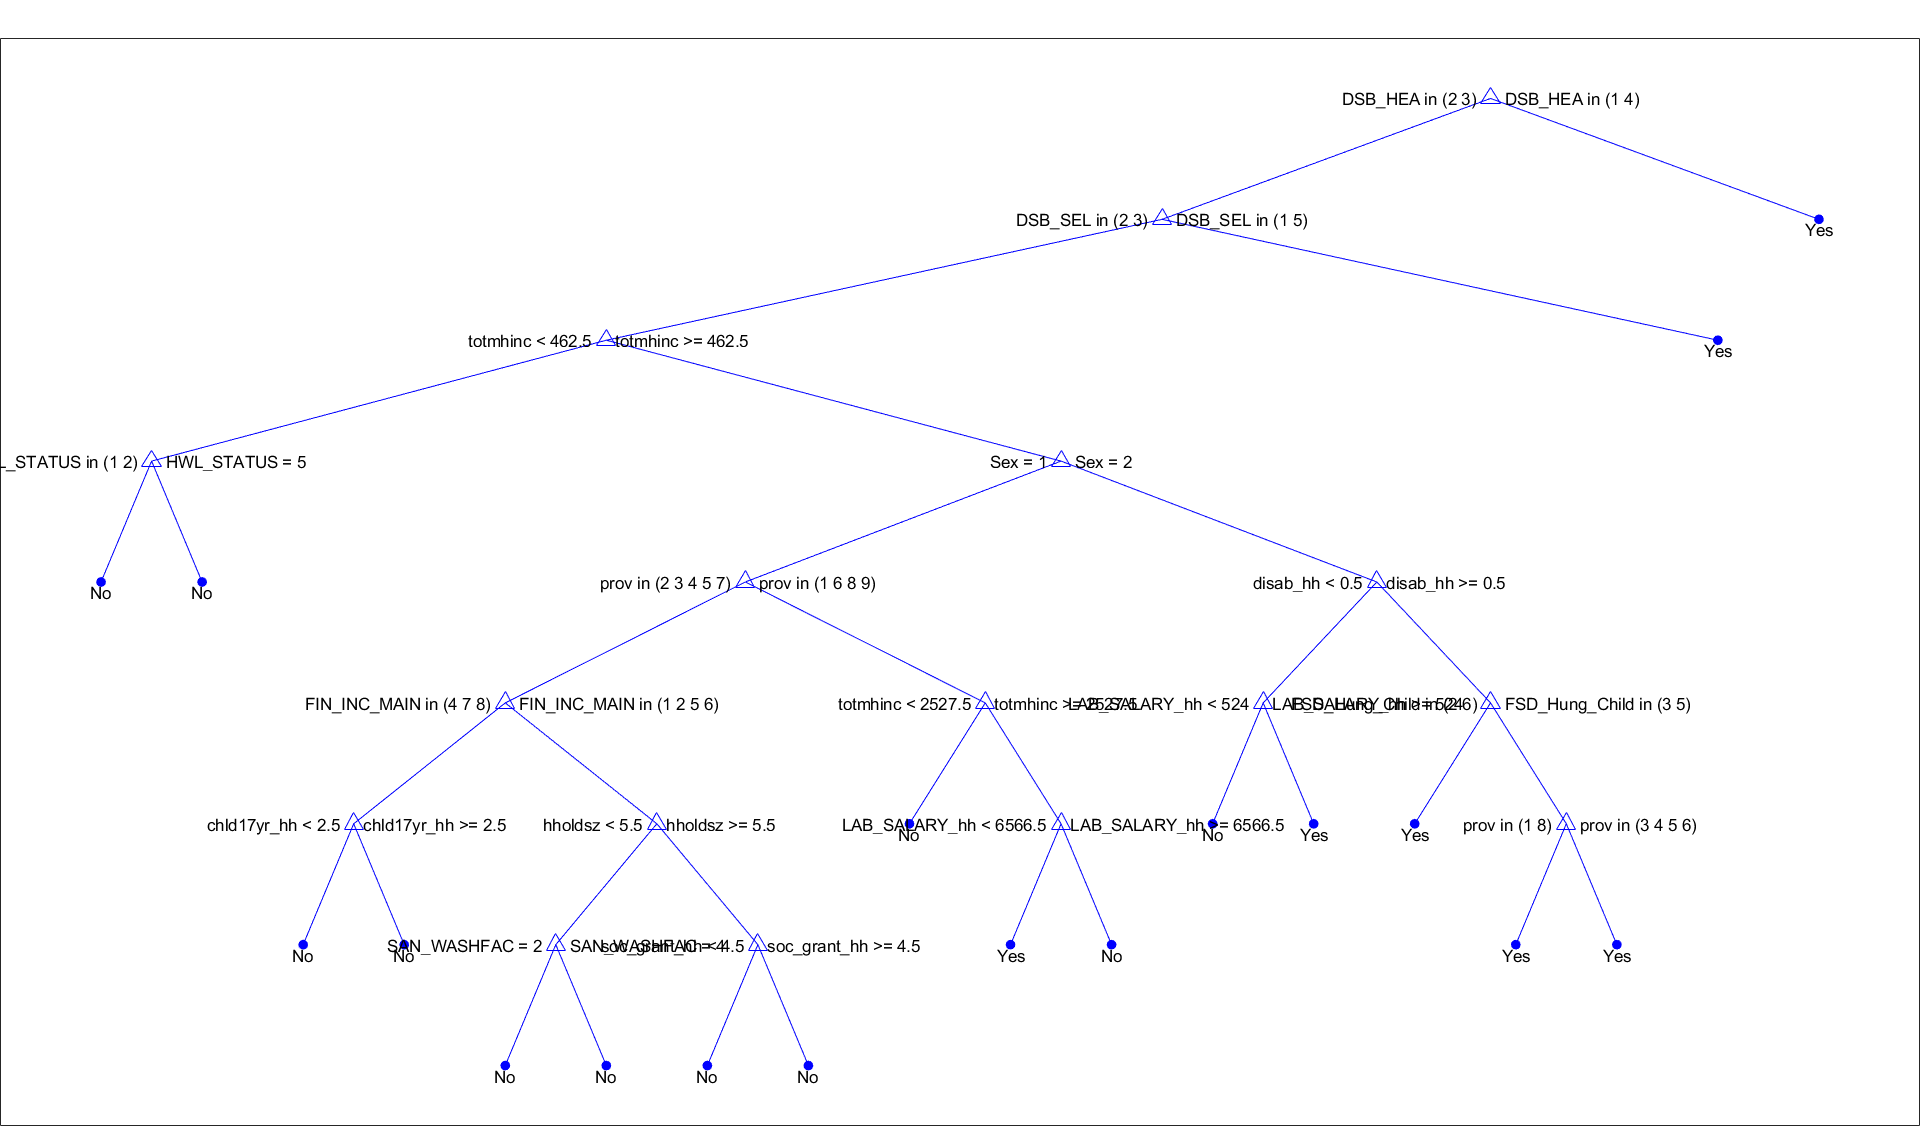 DSB_HEA in (2 3) DSB_HEA in (1 4)
DSB_SEL in (2 3) DSB_SEL in (1 5) Yes
totmhinc < 462.5 totmhinc >= 462.5 Yes
L_STATUS in (1 2) HWL_STATUS = 5 Sex = 1 Sex = 2
No No prov in (2 3 4 5 7) prov in (1 6 8 9) disab_hh < 0.5 disab_hh >= 0.5
FIN_INC_MAIN in (4 7 8) FIN_INC_MAIN in (1 2 5 6) totmhinc < 2527.5 totmhinc >= 2527.5 LAB_SALARY_hh < 524 LAB_SALARY_hh >= 524 FSD_Hung_Child in (2 6) FSD_Hung_Child in (3 5)
chld17yr_hh < 2.5 chld17yr_hh >= 2.5 hholdsz < 5.5 hholdsz >= 5.5 No LAB_SALARY_hh < 6566.5 LAB_SALARY_hh >= 6566.5 No Yes Yes prov in (1 8) prov in (3 4 5 6)
No No SAN_WASHFAC = 2 SAN_WASHFAC = 4 soc_grant_hh < 4.5 soc_grant_hh >= 4.5 Yes No Yes Yes
No No No No